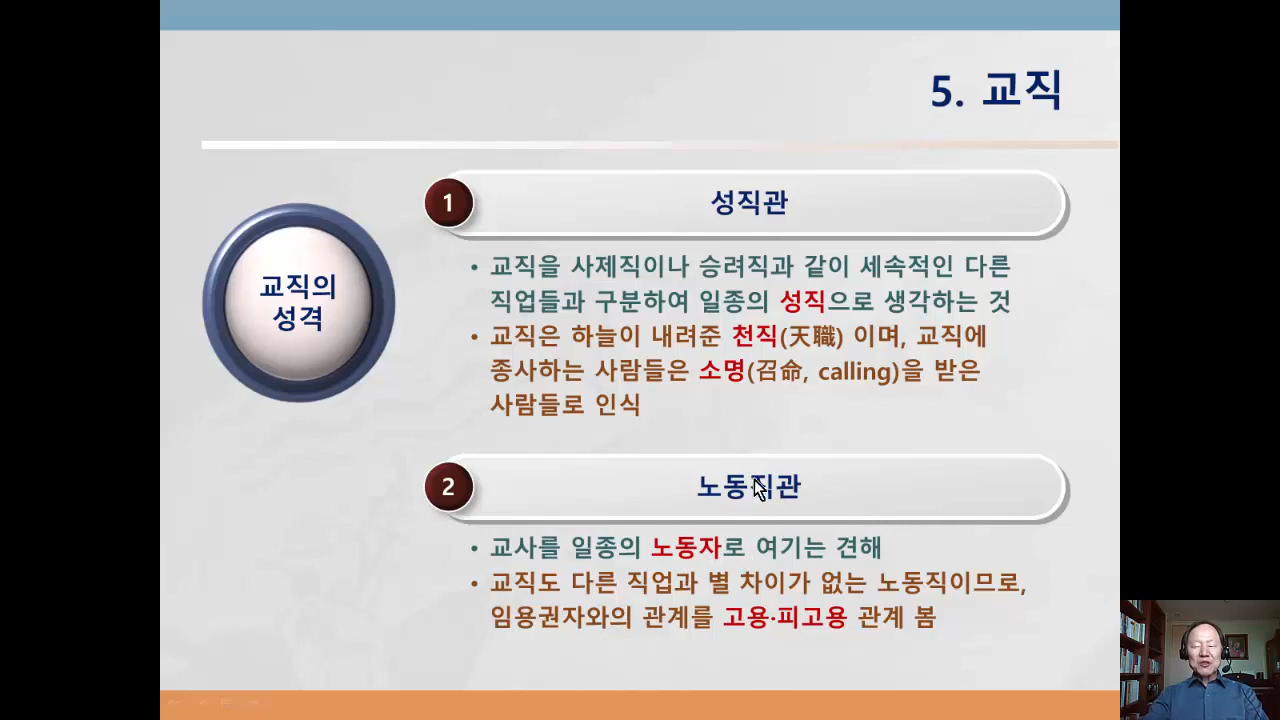 5. 교직
교직의
성격
1
성직관
• 교직을 사제직이나 승려직과 같이 세속적인 다른
직업들과 구분하여 일종의 성직으로 생각하는 것
• 교직은 하늘이 내려준 천직(天職) 이며, 교직에
종사하는 사람들은 소명(召命, calling)을 받은
사람들로 인식
2
노동직관
• 교사를 일종의 노동자로 여기는 견해
• 교직도 다른 직업과 별 차이가 없는 노동직이므로,
임용권자와의 관계를 고용·피고용 관계 봄